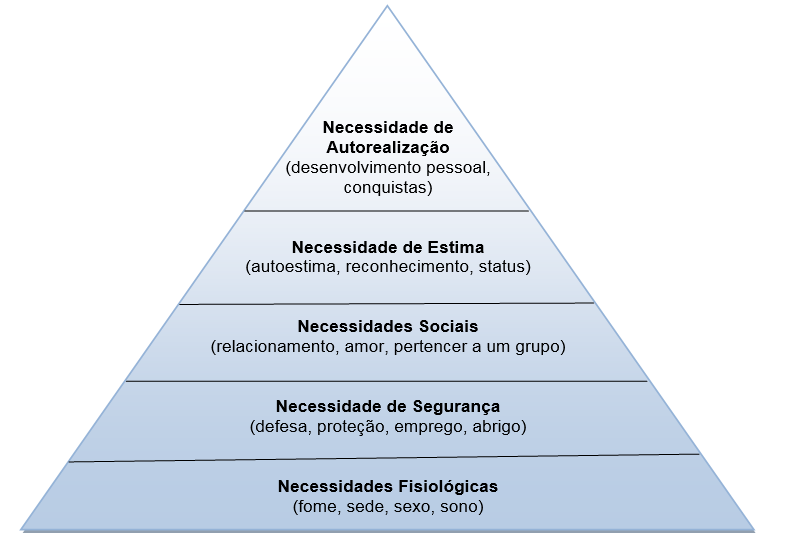 Necessidade de
Autorealização
(desenvolvimento pessoal,
conquistas)
Necessidade de Estima
(autoestima, reconhecimento, status)
Necessidades Sociais
(relacionamento, amor, pertencer a um grupo)
Necessidade de Segurança
(defesa, proteção, emprego, abrigo)
Necessidades Fisiológicas
(fome, sede, sexo, sono)